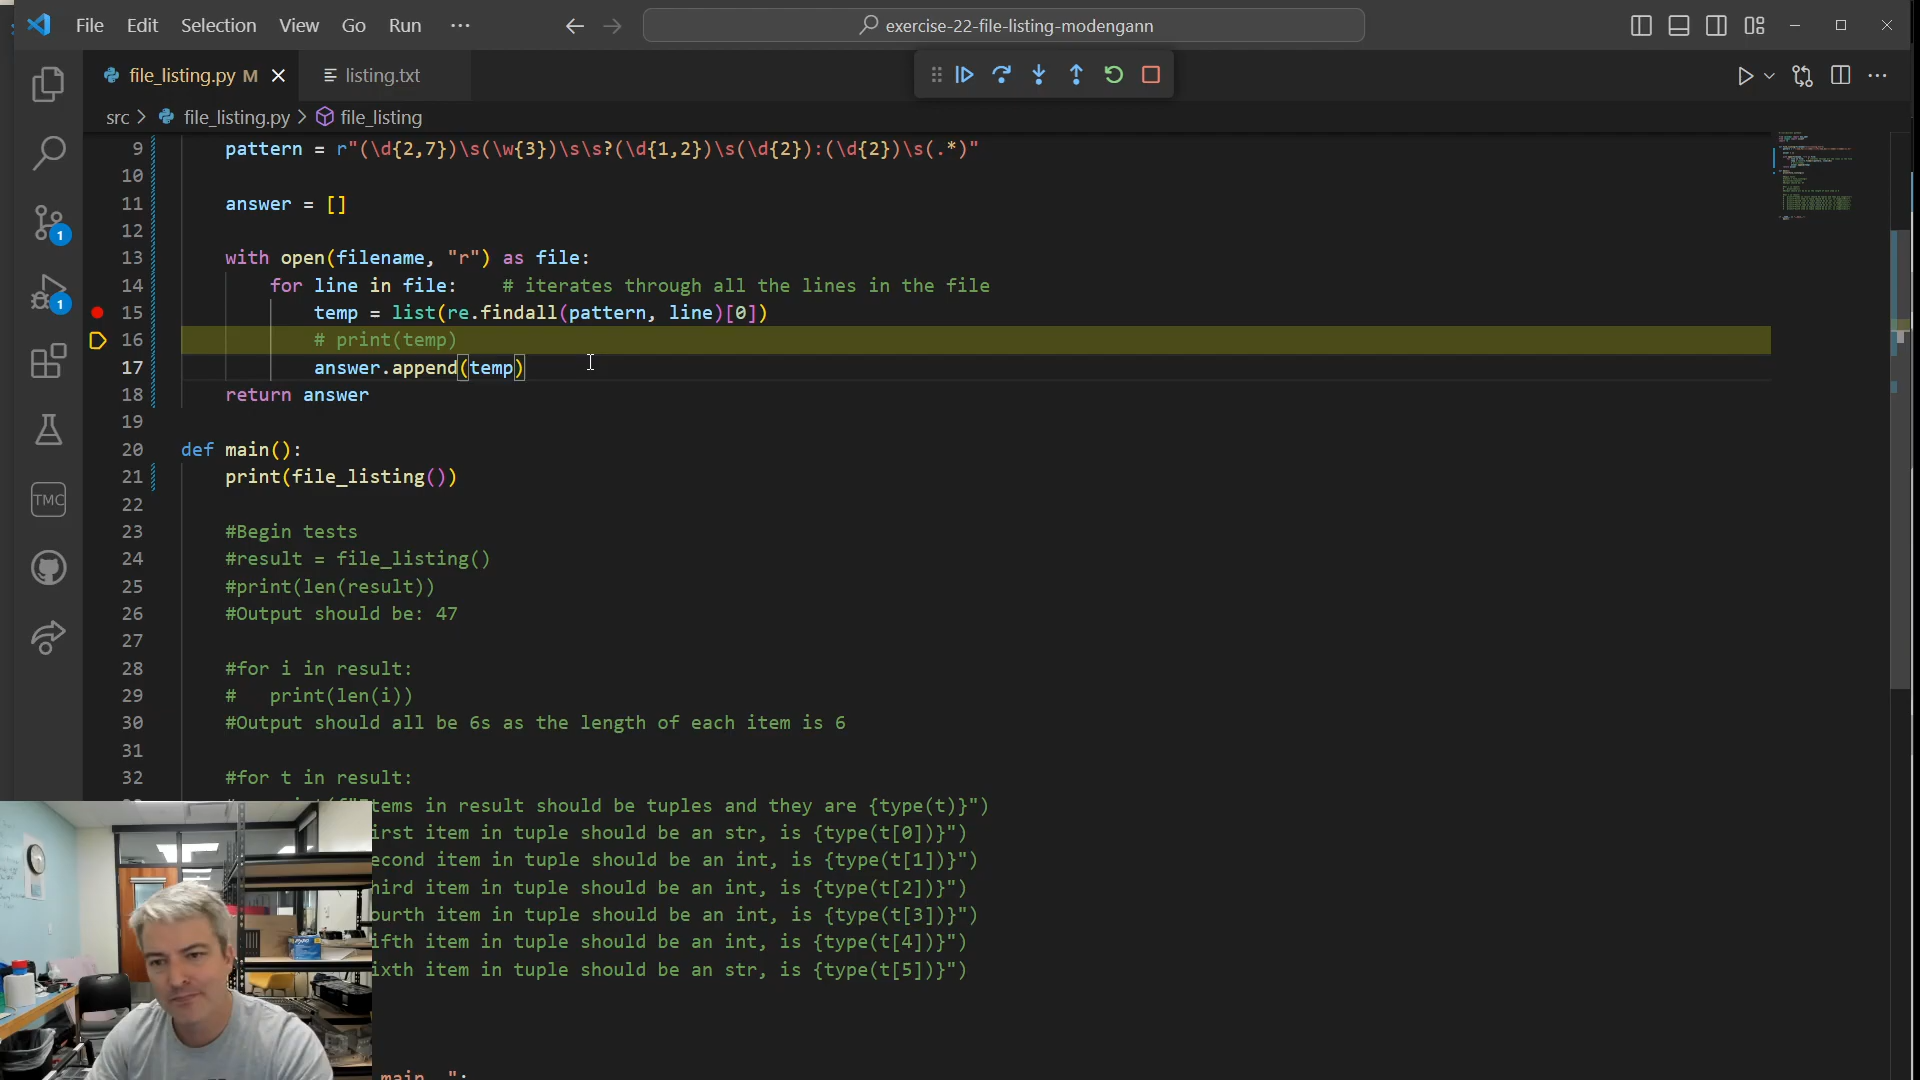 File Edit Selection View Go Run ··· exercise-22-file-listing-modengann
file_listing.py M listing.txt
src > file_listing.py > file_listing
9 pattern = r"(\d{2,7})\s(\w{3})\s\s?(\d{1,2})\s(\d{2}):(\d{2})\s(.*)"
10
11 answer = []
12
13 with open(filename, "r") as file:
14 for line in file: # iterates through all the lines in the file
15 temp = list(re.findall(pattern, line)[0])
16 # print(temp)
17 answer.append(temp)
18 return answer
19
20 def main():
21 print(file_listing())
22
23 #Begin tests
24 #result = file_listing()
25 #print(len(result))
26 #Output should be: 47
27
28 #for i in result:
29 # print(len(i))
30 #Output should all be 6s as the length of each item is 6
31
32 #for t in result:
tems in result should be tuples and they are {type(t)}")
irst item in tuple should be an str, is {type(t[0])}")
econd item in tuple should be an int, is {type(t[1])}")
hird item in tuple should be an int, is {type(t[2])}")
ourth item in tuple should be an int, is {type(t[3])}")
ifth item in tuple should be an int, is {type(t[4])}")
ixth item in tuple should be an str, is {type(t[5])}")
main__":
1
1
TMC